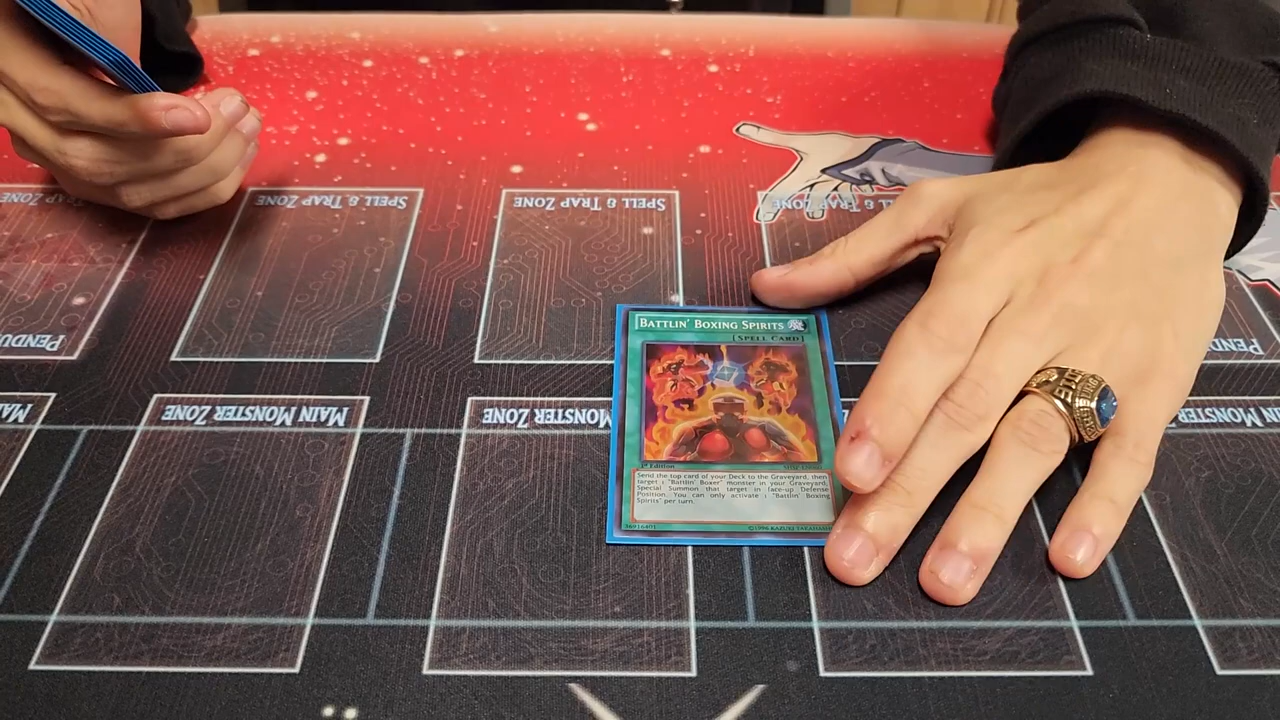 Trap Zone
Spell & Trap Zone
Spell & Trap Zone
& Trap Zone
Pendu
Main Monster Zone
Main Monster
Monster Zone
Battlin' Boxing Spirits
[Spell Card]
1st Edition
Send the top card of your Deck to the Graveyard, then
target 1 "Battlin' Boxer" monster in your Graveyard;
Special Summon that target in face-up Defense
Position. You can only activate 1 "Battlin' Boxing
Spirits" per turn.
36916401
©1996 KAZUKI TAKAHASHI